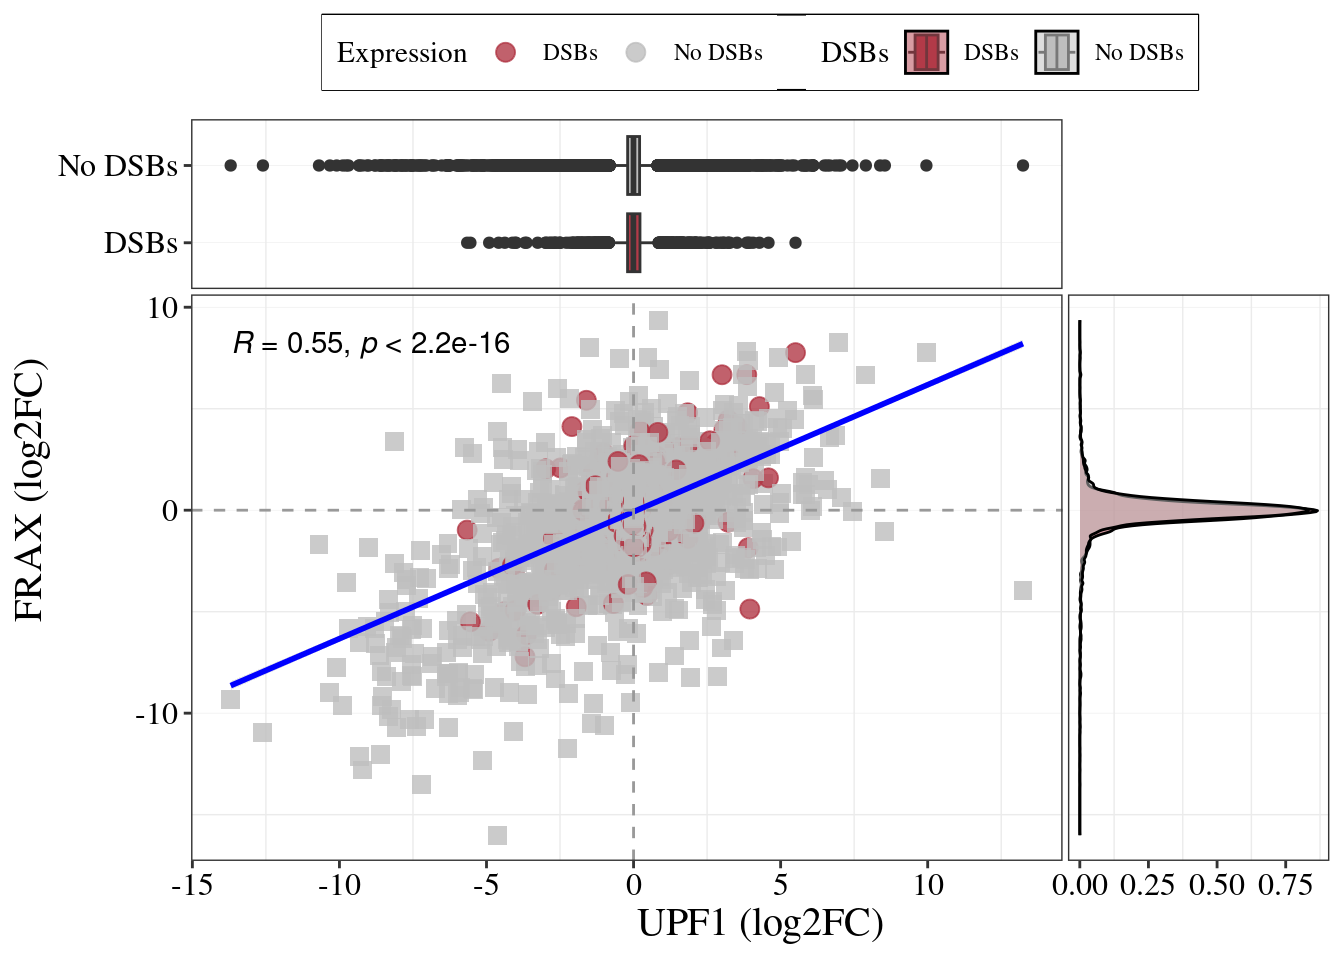 Expression DSBs No DSBs DSBs DSBs No DSBs
No DSBs
DSBs
R = 0.55, p < 2.2e-16
10
0
-10
FRAX (log2FC)
-15 -10 -5 0 5 10 0.00 0.25 0.50 0.75
UPF1 (log2FC)